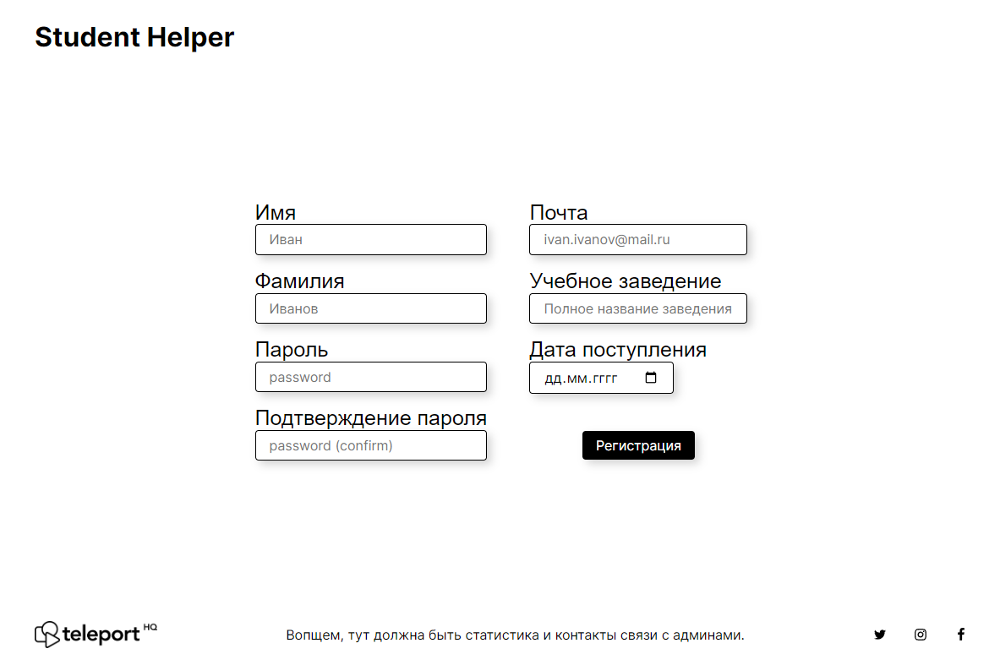 Student Helper
Имя
Иван
Фамилия
Иванов
Пароль
password
Подтверждение пароля
password (confirm)
Почта
ivan.ivanov@mail.ru
Учебное заведение
Полное название заведения
Дата поступления
дд.мм.гггг
Регистрация
teleport HQ
Вопщем, тут должна быть статистика и контакты связи с админами.